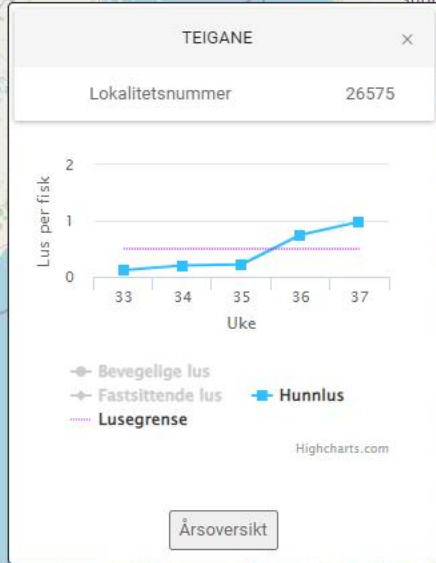 TEIGANE ×
Lokalitetsnummer 26575
Lus per fisk
2
1
0
33 34 35 36 37
Uke
Bevegelige lus
Fastsittende lus Hunnlus
Lusegrense
Highcharts.com
Årsoversikt